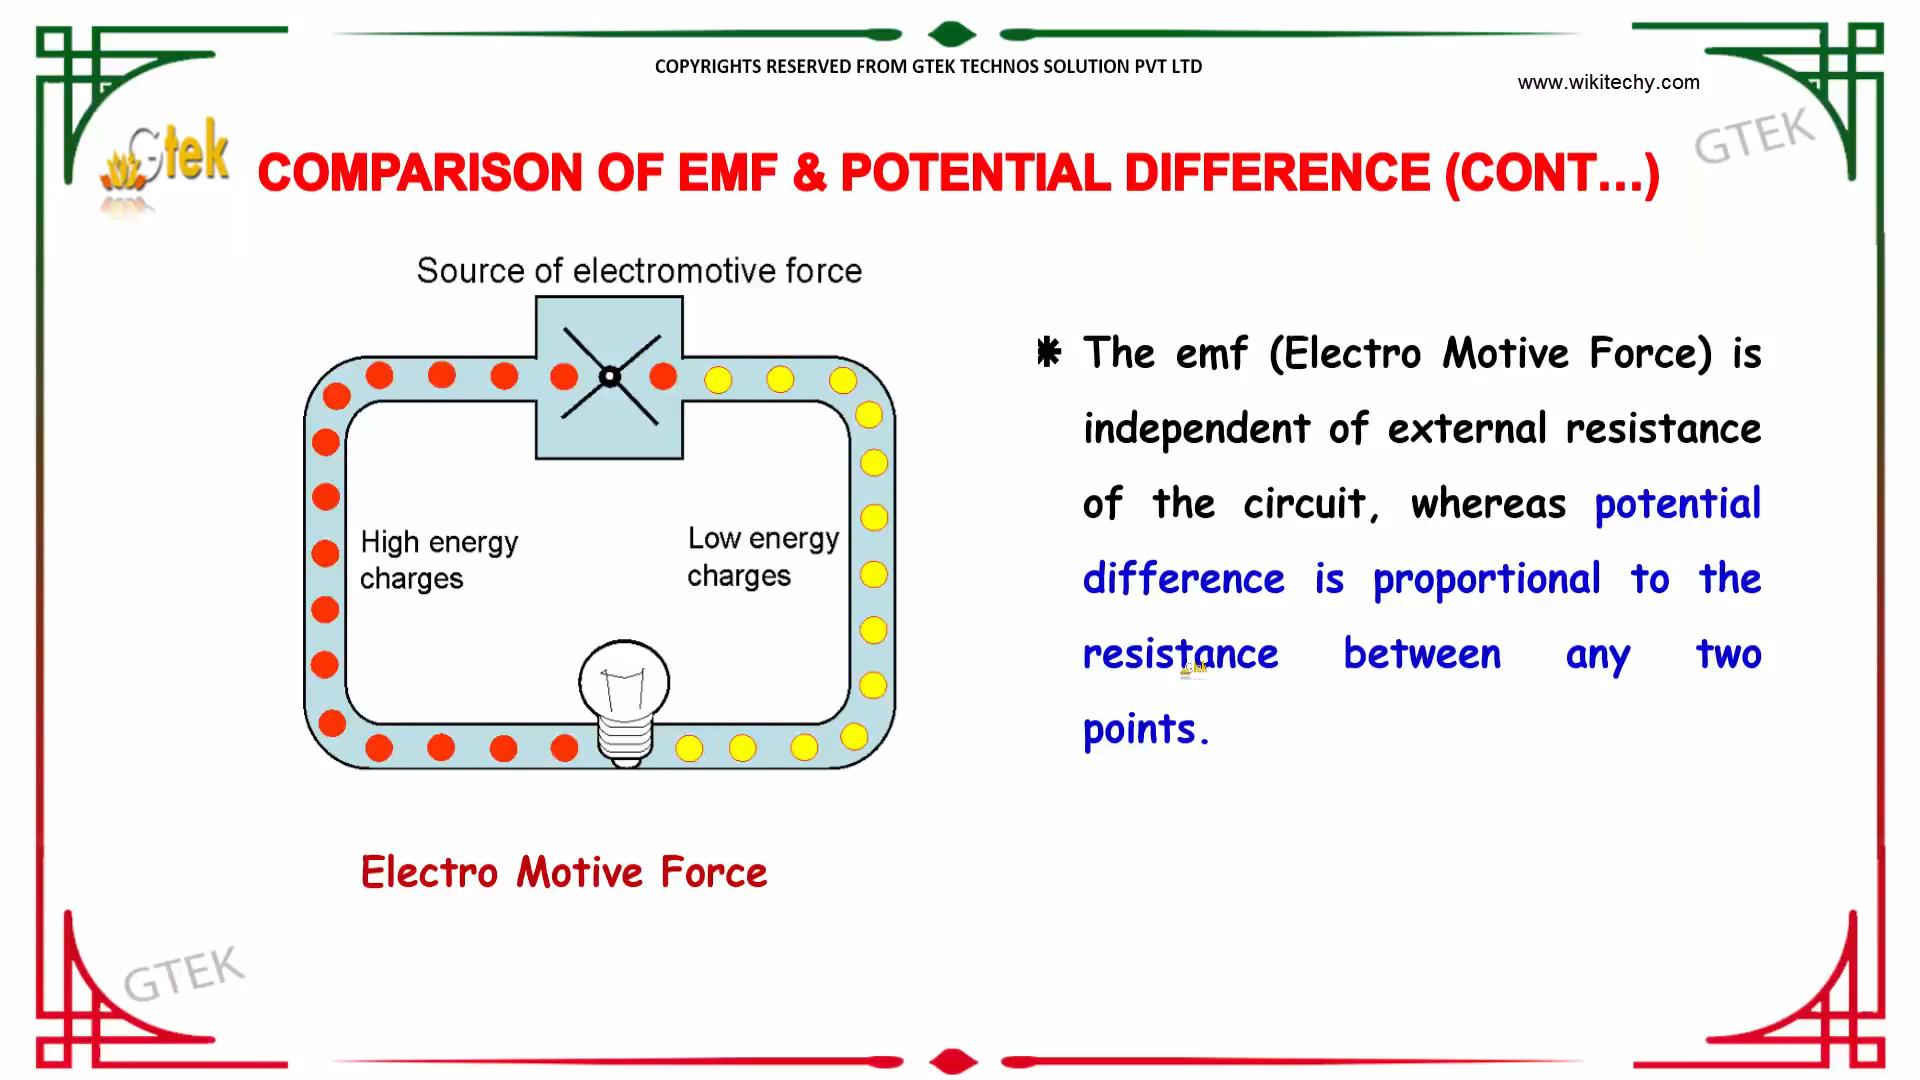 COPYRIGHTS RESERVED FROM GTEK TECHNOS SOLUTION PVT LTD
www.wikitechy.com
GTEK
Gtek
COMPARISON OF EMF & POTENTIAL DIFFERENCE (CONT...)
Source of electromotive force
High energy
charges
Low energy
charges
Electro Motive Force
The emf (Electro Motive Force) is
independent of external resistance
of the circuit, whereas potential
difference is proportional to the
resistance between any two
points.
Gtek
GTEK